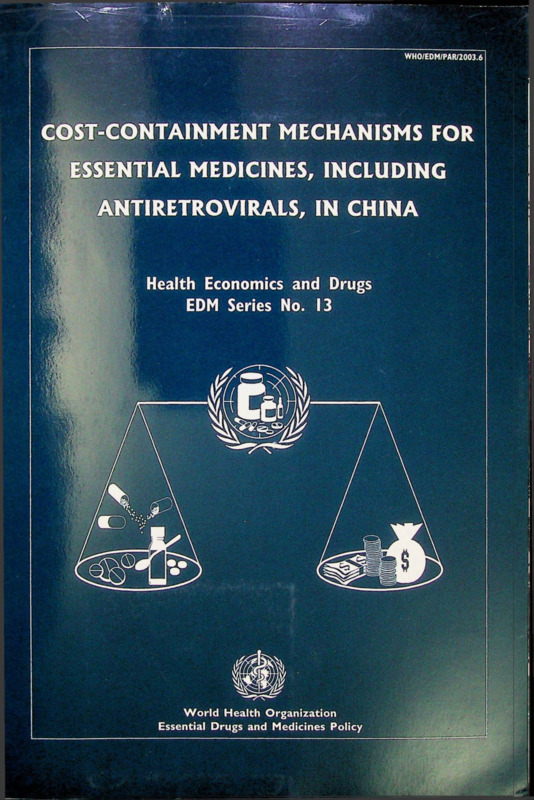 WHO/EDM/PAR/2003.6
COST-CONTAINMENT MECHANISMS FOR
ESSENTIAL MEDICINES, INCLUDING
ANTIRETROVIRALS, IN CHINA
Health Economics and Drugs
EDM Series No. 13
$
World Health Organization
Essential Drugs and Medicines Policy